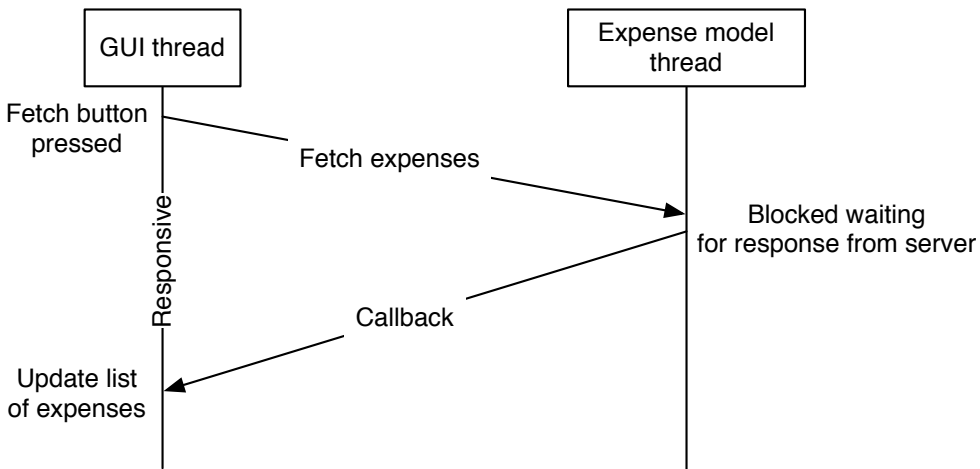 GUI thread
Expense model
thread
Fetch button
pressed
Fetch expenses
Responsive
Blocked waiting
for response from server
Callback
Update list
of expenses